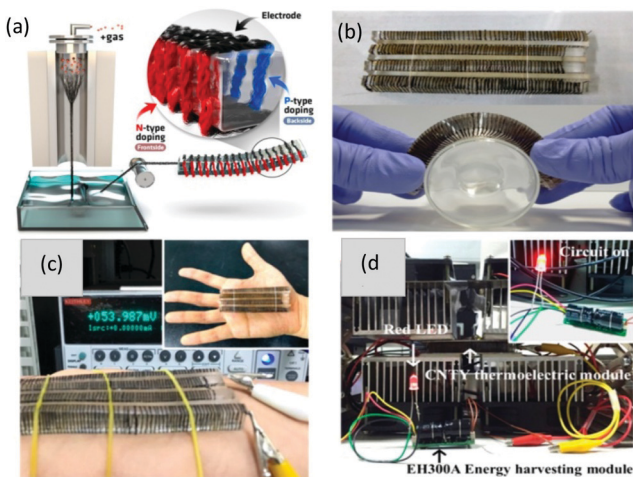 (a)
+gas
Electrode
N-type
doping
Frontside
P-type
doping
Backside
(b)
(c)
+053.987mV
(d)
Circuit on
Red LED
CNTY thermoelectric module
EH300A Energy harvesting module